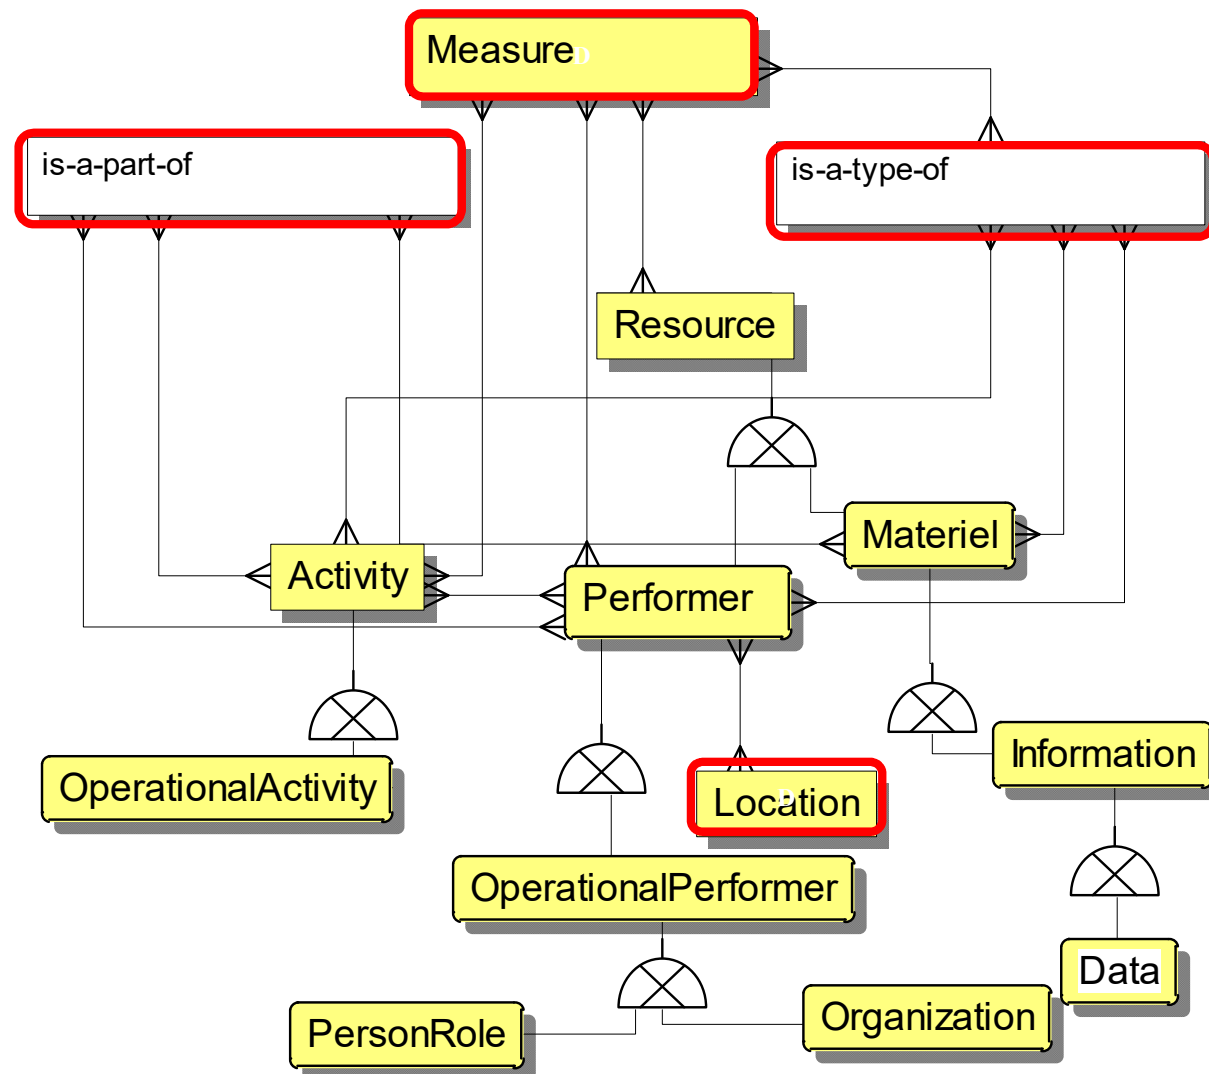 Measure
is-a-part-of
is-a-type-of
Resource
Materiel
Activity
Performer
Information
OperationalActivity
Location
OperationalPerformer
Data
Organization
PersonRole